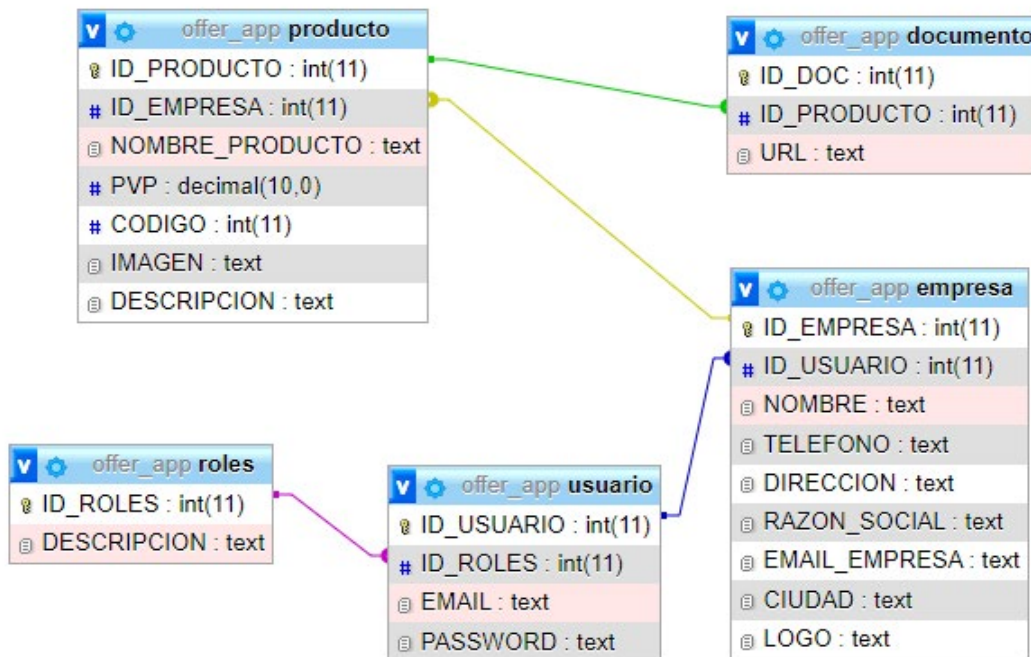 offer_app producto
ID_PRODUCTO : int(11)
ID_EMPRESA : int(11)
NOMBRE_PRODUCTO : text
PVP : decimal(10,0)
CODIGO : int(11)
IMAGEN : text
DESCRIPCION : text
offer_app documento
ID_DOC : int(11)
ID_PRODUCTO : int(11)
URL : text
offer_app empresa
ID_EMPRESA : int(11)
ID_USUARIO : int(11)
NOMBRE : text
TELEFONO : text
DIRECCION : text
RAZON_SOCIAL : text
EMAIL_EMPRESA : text
CIUDAD : text
LOGO : text
offer_app roles
ID_ROLES : int(11)
DESCRIPCION : text
offer_app usuario
ID_USUARIO : int(11)
ID_ROLES : int(11)
EMAIL : text
PASSWORD : text